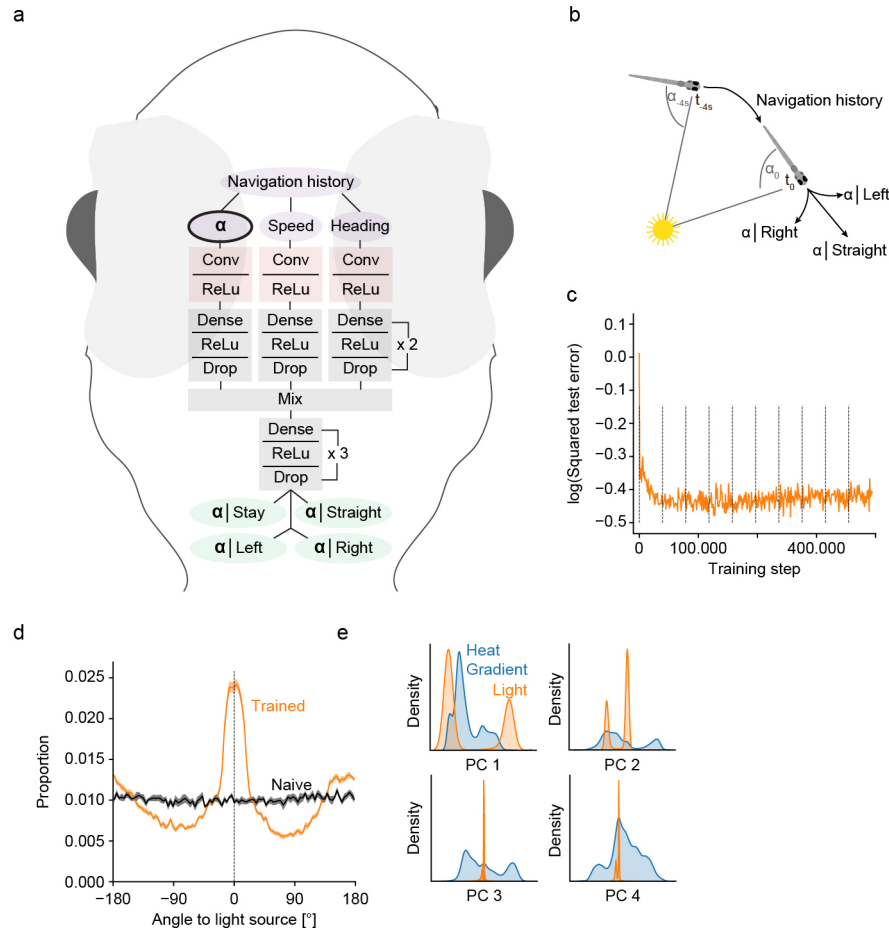 a
Navigation history
α
Speed
Heading
Conv
Conv
Conv
ReLu
ReLu
ReLu
Dense
Dense
Dense
ReLu
ReLu
ReLu
x 2
Drop
Drop
Drop
Mix
Dense
ReLu
x 3
Drop
α|Stay
α|Straight
α|Left
α|Right
b
α-4s
t-4s
Navigation history
α0
t0
α|Left
α|Right
α|Straight
c
0.1
0.0
−0.1
−0.2
−0.3
−0.4
−0.5
log(Squared test error)
0
100.000
400.000
Training step
d
0.025
0.020
0.015
0.010
0.005
0.000
Proportion
Trained
Naive
−180
−90
0
90
180
Angle to light source [°]
e
Heat
Gradient
Light
Density
PC 1
Density
PC 2
Density
PC 3
Density
PC 4